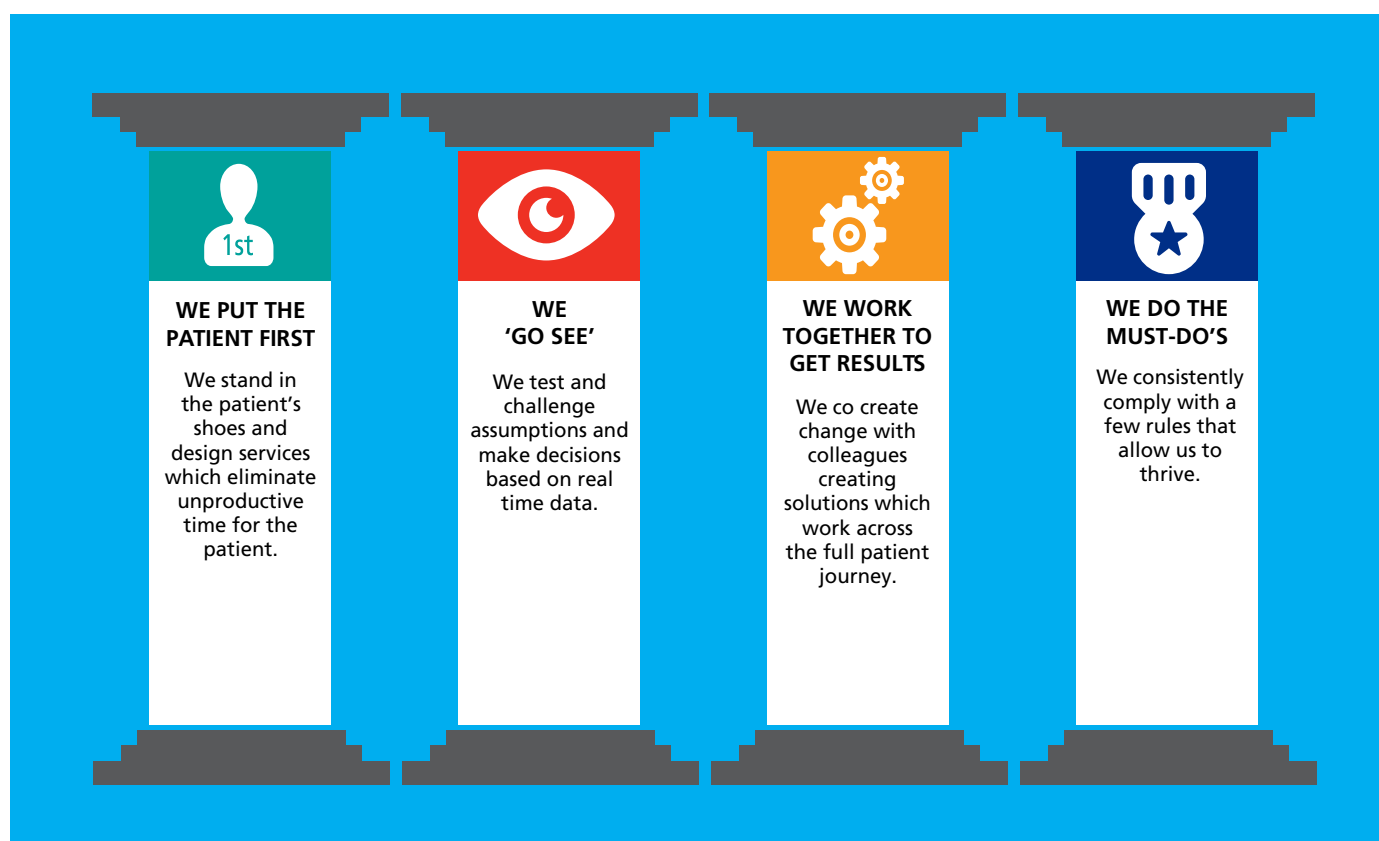 1st
WE PUT THE
PATIENT FIRST
We stand in
the patient’s
shoes and
design services
which eliminate
unproductive
time for the
patient.
WE
‘GO SEE’
We test and
challenge
assumptions and
make decisions
based on real
time data.
WE WORK
TOGETHER TO
GET RESULTS
We co create
change with
colleagues
creating
solutions which
work across
the full patient
journey.
WE DO THE
MUST-DO’S
We consistently
comply with a
few rules that
allow us to
thrive.